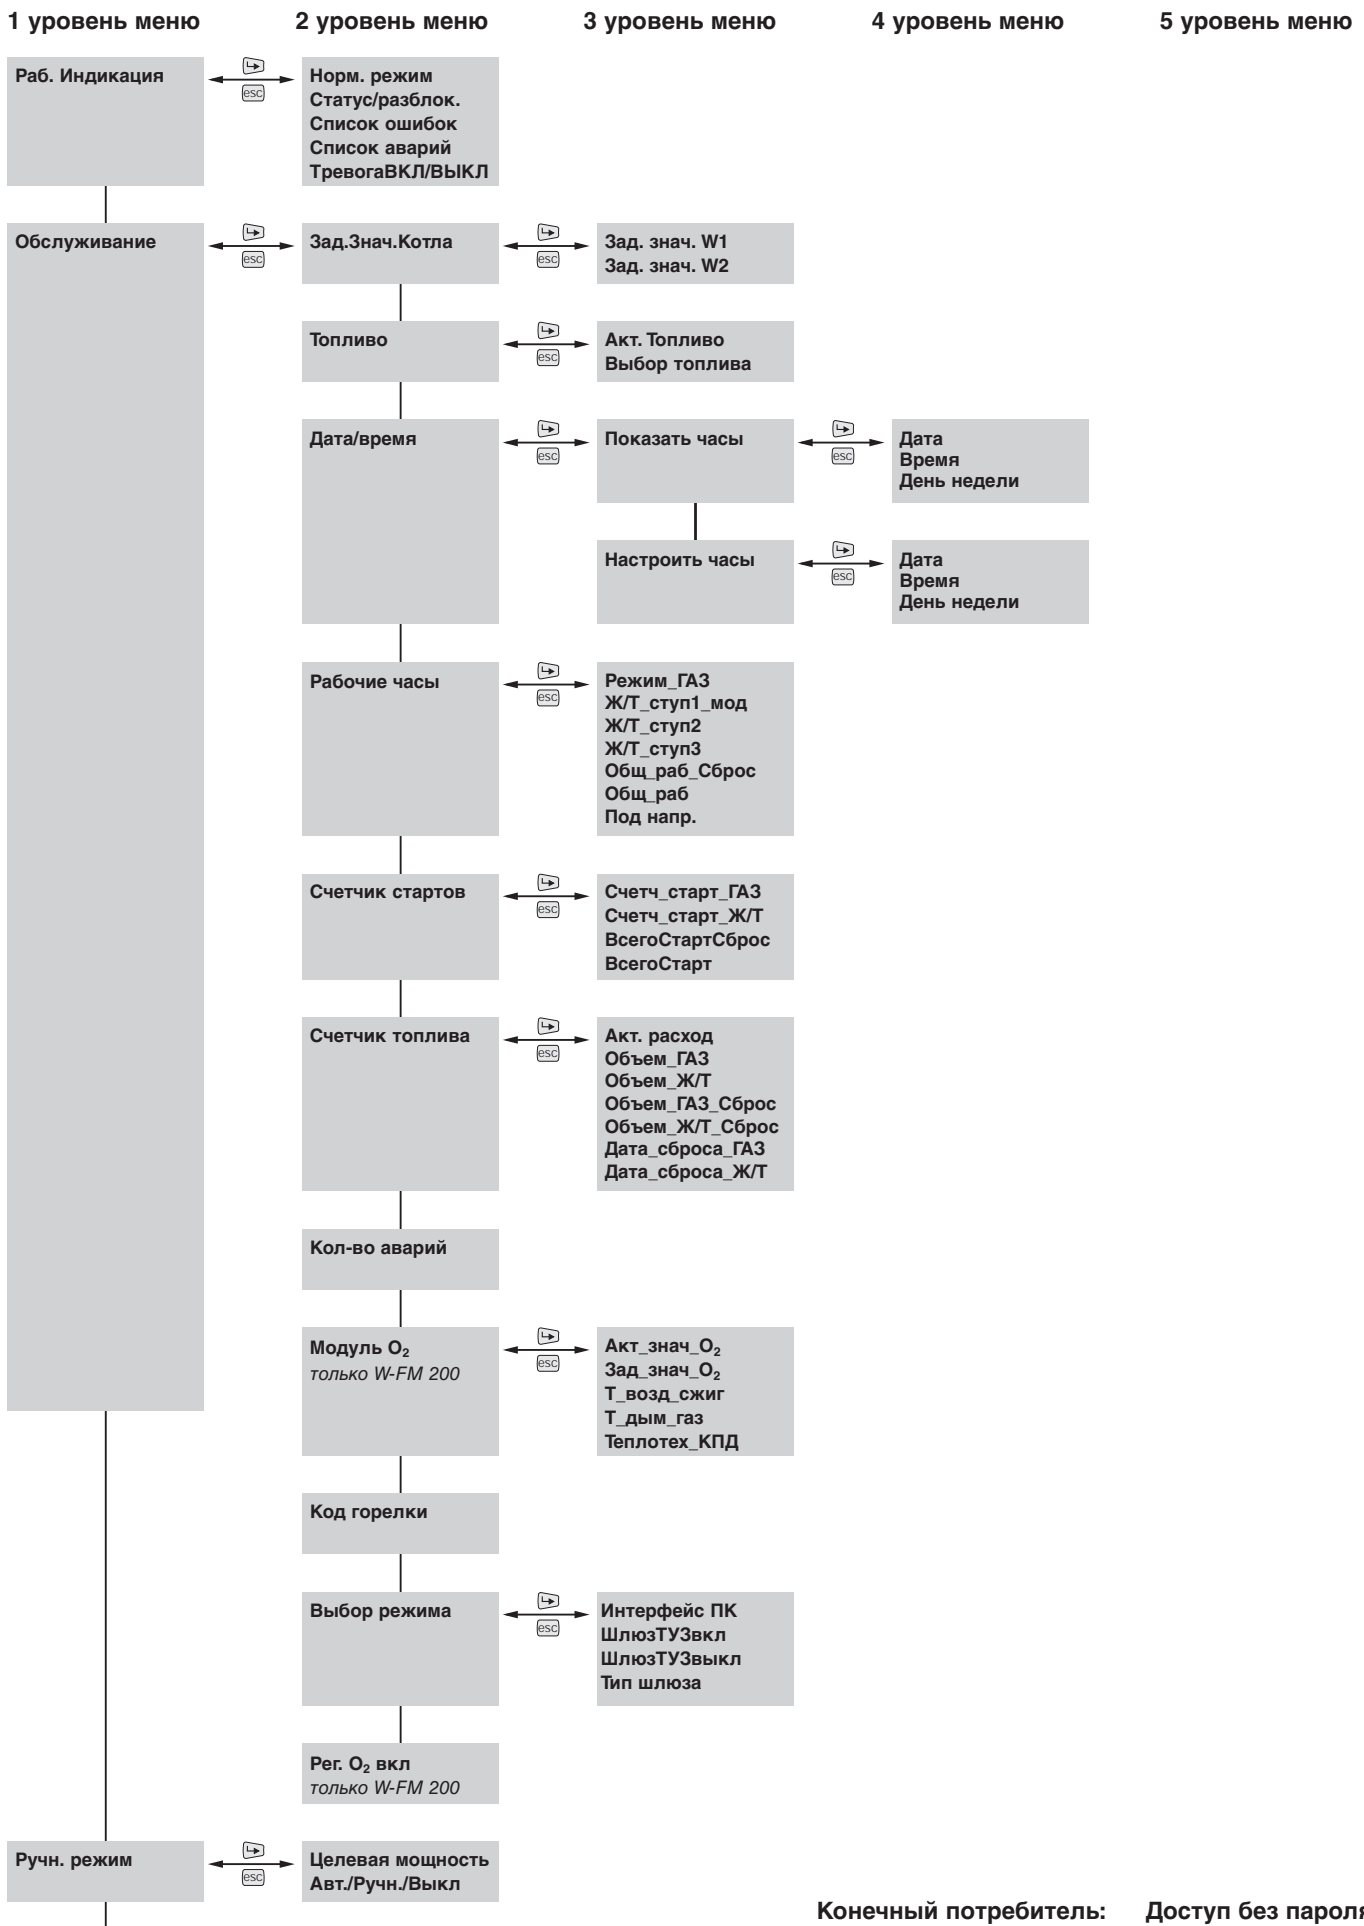 1 уровень меню
2 уровень меню
3 уровень меню
4 уровень меню
5 уровень меню
Раб. Индикация
esc
Норм. режим
Статус/разблок.
Список ошибок
Список аварий
ТревогаВКЛ/ВЫКЛ
Обслуживание
esc
Зад.Знач.Котла
esc
Зад. знач. W1
Зад. знач. W2
Топливо
esc
Акт. Топливо
Выбор топлива
Дата/время
esc
Показать часы
esc
Дата
Время
День недели
Настроить часы
esc
Дата
Время
День недели
Рабочие часы
esc
Режим_ГАЗ
Ж/Т_ступ1_мод
Ж/Т_ступ2
Ж/Т_ступ3
Общ_раб_Сброс
Общ_раб
Под напр.
Счетчик стартов
esc
Счетч_старт_ГАЗ
Счетч_старт_Ж/Т
ВсегоСтартСброс
ВсегоСтарт
Счетчик топлива
esc
Акт. расход
Объем_ГАЗ
Объем_Ж/Т
Объем_ГАЗ_Сброс
Объем_Ж/Т_Сброс
Дата_сброса_ГАЗ
Дата_сброса_Ж/Т
Кол-во аварий
Модуль O₂
только W-FM 200
esc
Акт_знач_O₂
Зад_знач_O₂
Т_возд_сжиг
Т_дым_газ
Теплотех_КПД
Код горелки
Выбор режима
esc
Интерфейс ПК
ШлюзТУЗвкл
ШлюзТУЗвыкл
Тип шлюза
Рег. O₂ вкл
только W-FM 200
Ручн. режим
esc
Целевая мощность
Авт./Ручн./Выкл
Конечный потребитель: Доступ без пароля